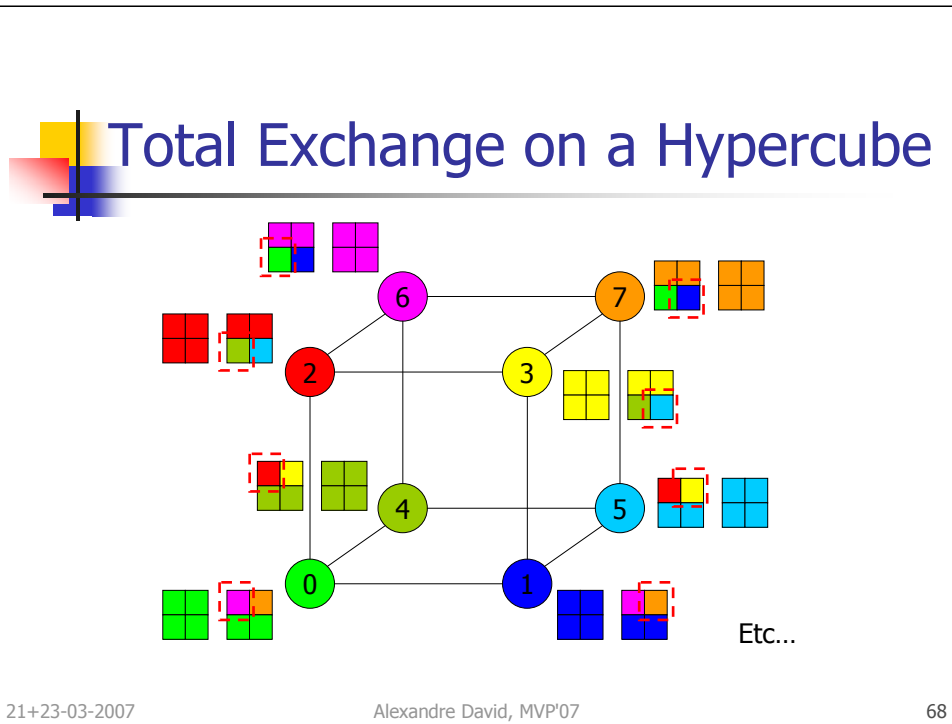 Total Exchange on a Hypercube
6
7
2
3
4
5
0
1
Etc…
21+23-03-2007 Alexandre David, MVP'07 68